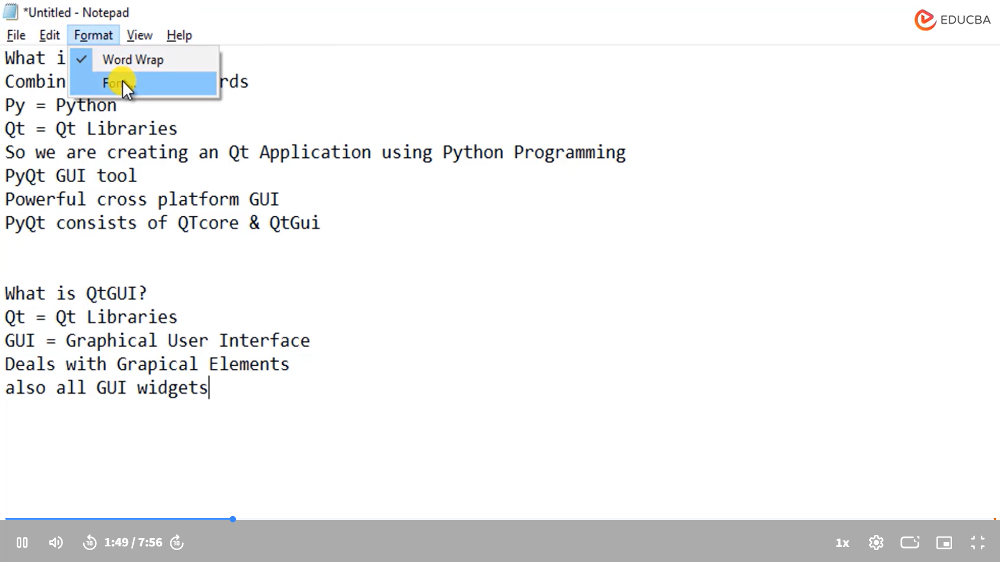 *Untitled - Notepad
EDUCBA
File Edit Format View Help
What i
Word Wrap
Combin
rds
Py = Python
Qt = Qt Libraries
So we are creating an Qt Application using Python Programming
PyQt GUI tool
Powerful cross platform GUI
PyQt consists of QTcore & QtGui
What is QtGUI?
Qt = Qt Libraries
GUI = Graphical User Interface
Deals with Grapical Elements
also all GUI widgets
1:49 / 7:56
1x